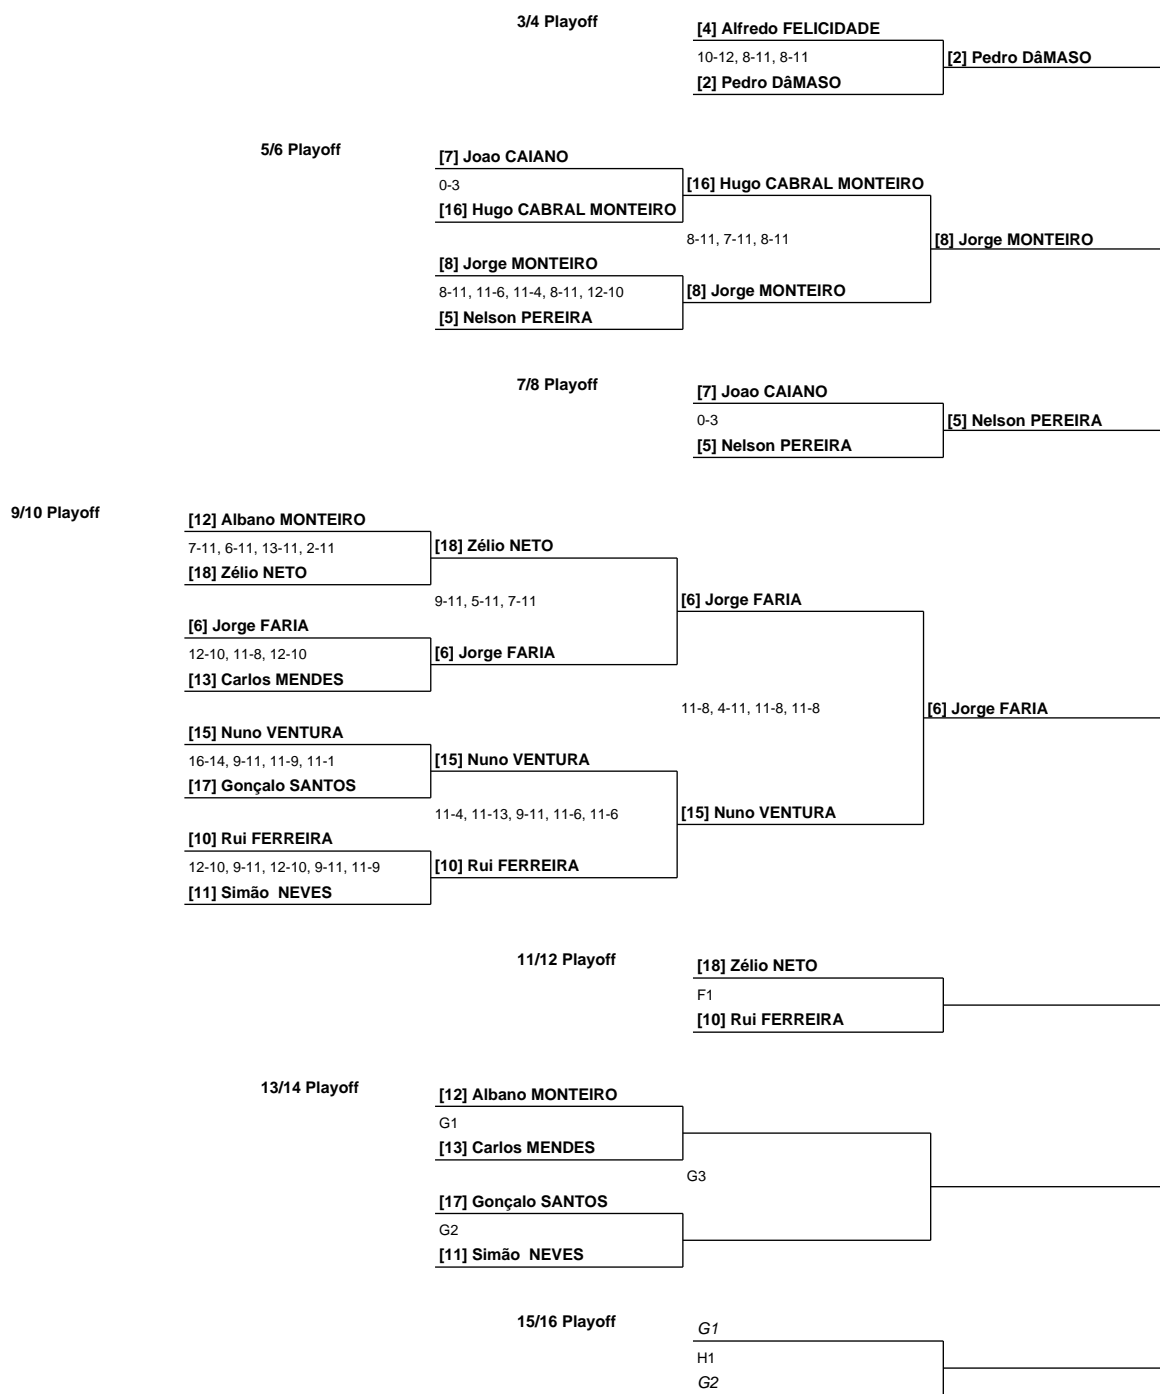 3/4 Playoff
[4] Alfredo FELICIDADE
10-12, 8-11, 8-11
[2] Pedro DâMASO
[2] Pedro DâMASO
5/6 Playoff
[7] Joao CAIANO
0-3
[16] Hugo CABRAL MONTEIRO
[16] Hugo CABRAL MONTEIRO
8-11, 7-11, 8-11
[8] Jorge MONTEIRO
[8] Jorge MONTEIRO
8-11, 11-6, 11-4, 8-11, 12-10
[8] Jorge MONTEIRO
[5] Nelson PEREIRA
7/8 Playoff
[7] Joao CAIANO
0-3
[5] Nelson PEREIRA
[5] Nelson PEREIRA
9/10 Playoff
[12] Albano MONTEIRO
7-11, 6-11, 13-11, 2-11
[18] Zélio NETO
[18] Zélio NETO
9-11, 5-11, 7-11
[6] Jorge FARIA
[6] Jorge FARIA
12-10, 11-8, 12-10
[6] Jorge FARIA
[13] Carlos MENDES
11-8, 4-11, 11-8, 11-8
[6] Jorge FARIA
[15] Nuno VENTURA
16-14, 9-11, 11-9, 11-1
[15] Nuno VENTURA
[17] Gonçalo SANTOS
11-4, 11-13, 9-11, 11-6, 11-6
[15] Nuno VENTURA
[10] Rui FERREIRA
12-10, 9-11, 12-10, 9-11, 11-9
[10] Rui FERREIRA
[11] Simão  NEVES
11/12 Playoff
[18] Zélio NETO
F1
[10] Rui FERREIRA
13/14 Playoff
[12] Albano MONTEIRO
G1
[13] Carlos MENDES
G3
[17] Gonçalo SANTOS
G2
[11] Simão  NEVES
15/16 Playoff
G1
H1
G2